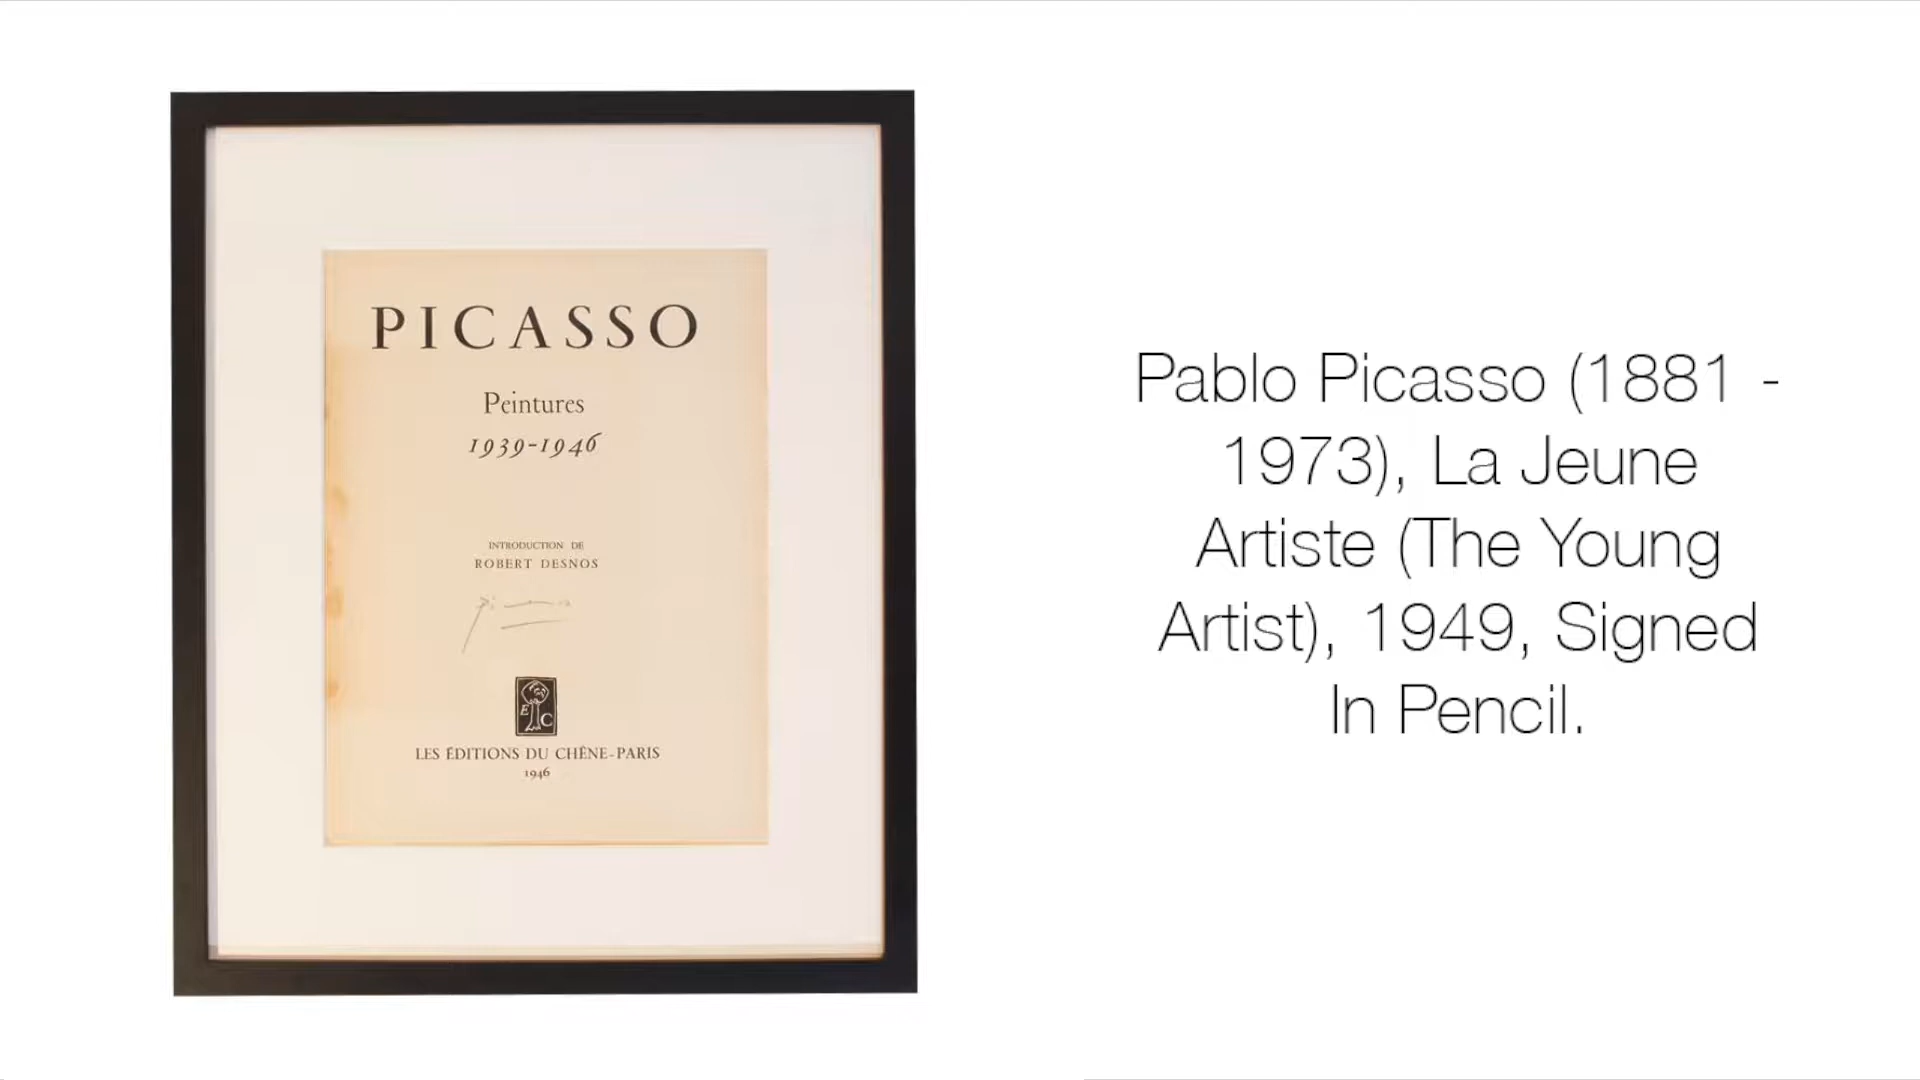 PICASSO
Peintures
1939-1946
INTRODUCTION DE
ROBERT DESNOS
Picasso
E C
LES ÉDITIONS DU CHÊNE-PARIS
1946
Pablo Picasso (1881 -
1973), La Jeune
Artiste (The Young
Artist), 1949, Signed
In Pencil.